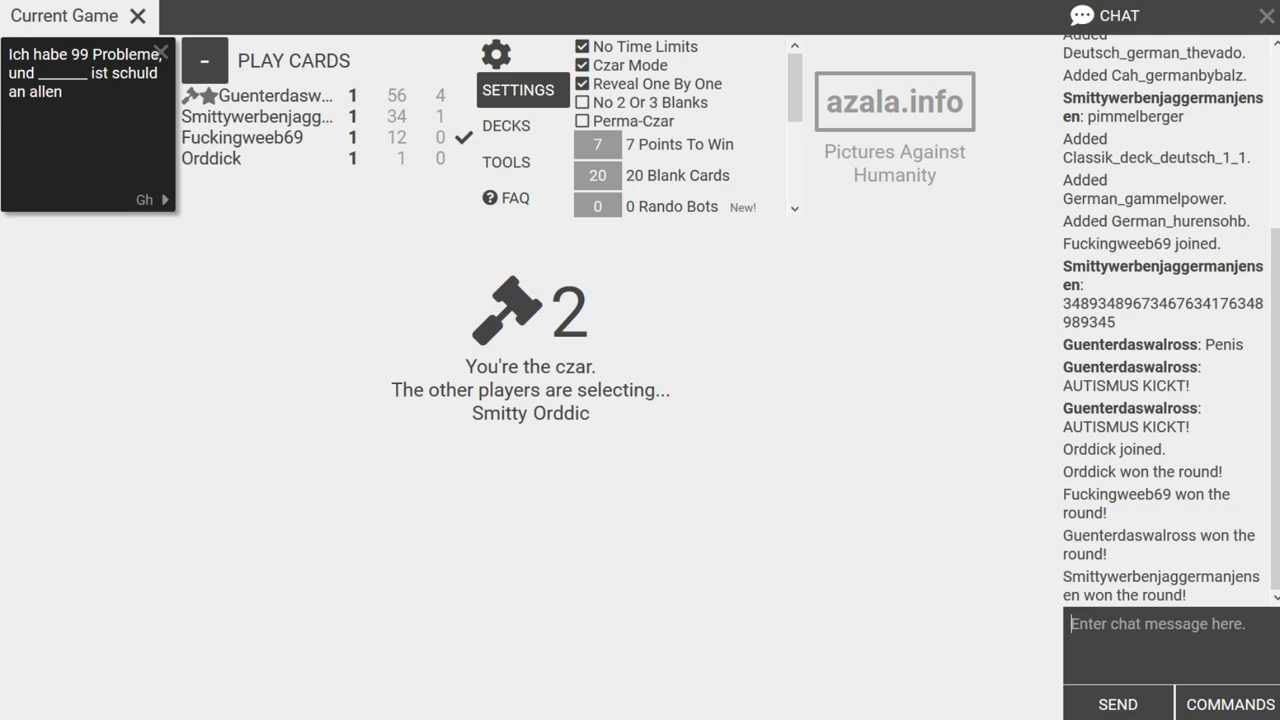 Current Game
Ich habe 99 Probleme,
und _______ ist schuld
an allen
Gh
- PLAY CARDS
Guenterdasw... 1 56 4
Smittywerbenjagg... 1 34 1
Fuckingweeb69 1 12 0
Orddick 1 1 0
SETTINGS
DECKS
TOOLS
? FAQ
No Time Limits
Czar Mode
Reveal One By One
No 2 Or 3 Blanks
Perma-Czar
7 7 Points To Win
20 20 Blank Cards
0 0 Rando Bots New!
azala.info
Pictures Against
Humanity
2
You're the czar.
The other players are selecting...
Smitty Orddic
CHAT
Added
Deutsch_german_thevado.
Added Cah_germanbybalz.
Smittywerbenjaggermanjens
en: pimmelberger
Added
Classik_deck_deutsch_1_1.
Added
German_gammelpower.
Added German_hurensohb.
Fuckingweeb69 joined.
Smittywerbenjaggermanjens
en:
34893489673467634176348
989345
Guenterdaswalross: Penis
Guenterdaswalross:
AUTISMUS KICKT!
Guenterdaswalross:
AUTISMUS KICKT!
Orddick joined.
Orddick won the round!
Fuckingweeb69 won the
round!
Guenterdaswalross won the
round!
Smittywerbenjaggermanjens
en won the round!
Enter chat message here.
SEND
COMMANDS